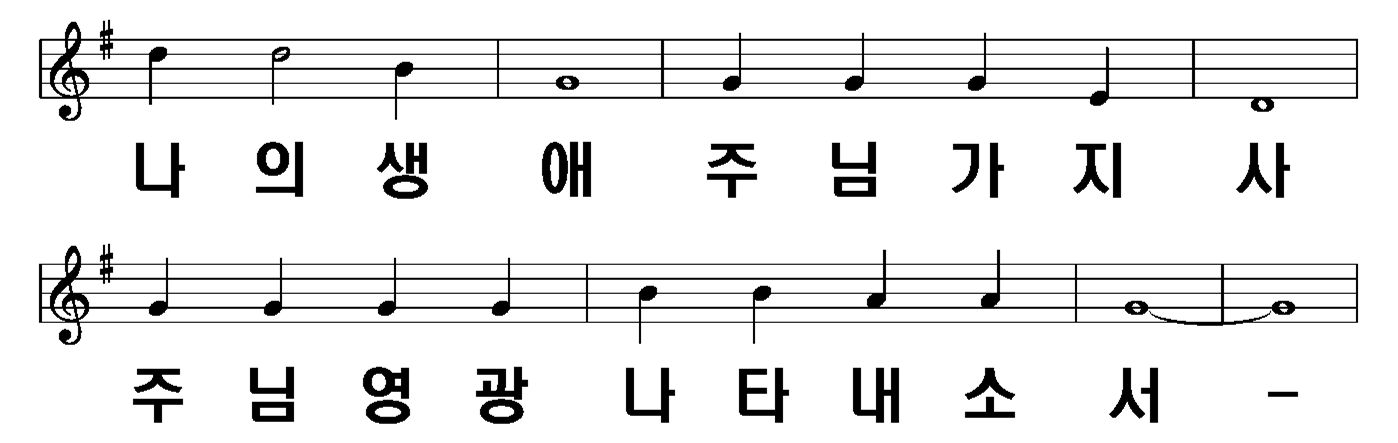 나 의 생 애 주 님 가 지 사
주 님 영 광 나 타 내 소 서 -